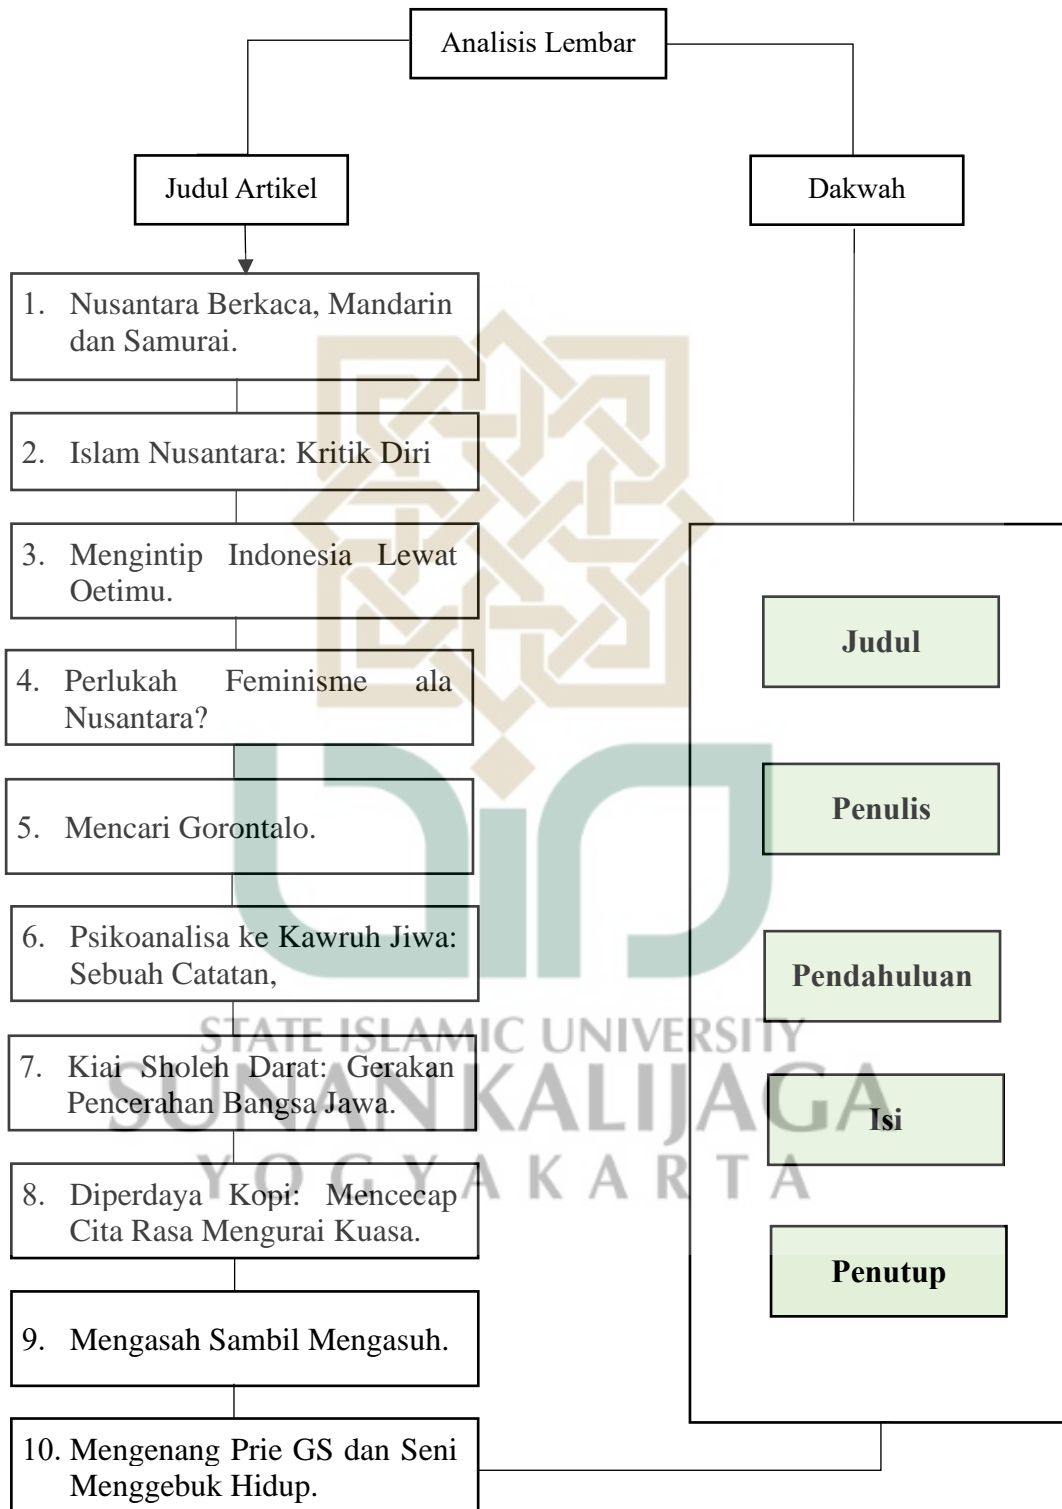 Analisis Lembar
Judul Artikel
Dakwah
1. Nusantara Berkaca, Mandarin
dan Samurai.
2. Islam Nusantara: Kritik Diri
3. Mengintip Indonesia Lewat
Oetimu.
4. Perlukah Feminisme ala
Nusantara?
5. Mencari Gorontalo.
6. Psikoanalisa ke Kawruh Jiwa:
Sebuah Catatan,
7. Kiai Sholeh Darat: Gerakan
Pencerahan Bangsa Jawa.
8. Diperdaya Kopi: Mencecap
Cita Rasa Mengurai Kuasa.
9. Mengasah Sambil Mengasuh.
10. Mengenang Prie GS dan Seni
Menggebuk Hidup.
Judul
Penulis
Pendahuluan
Isi
Penutup
STATE ISLAMIC UNIVERSITY
SUNAN KALIJAGA
YOGYAKARTA